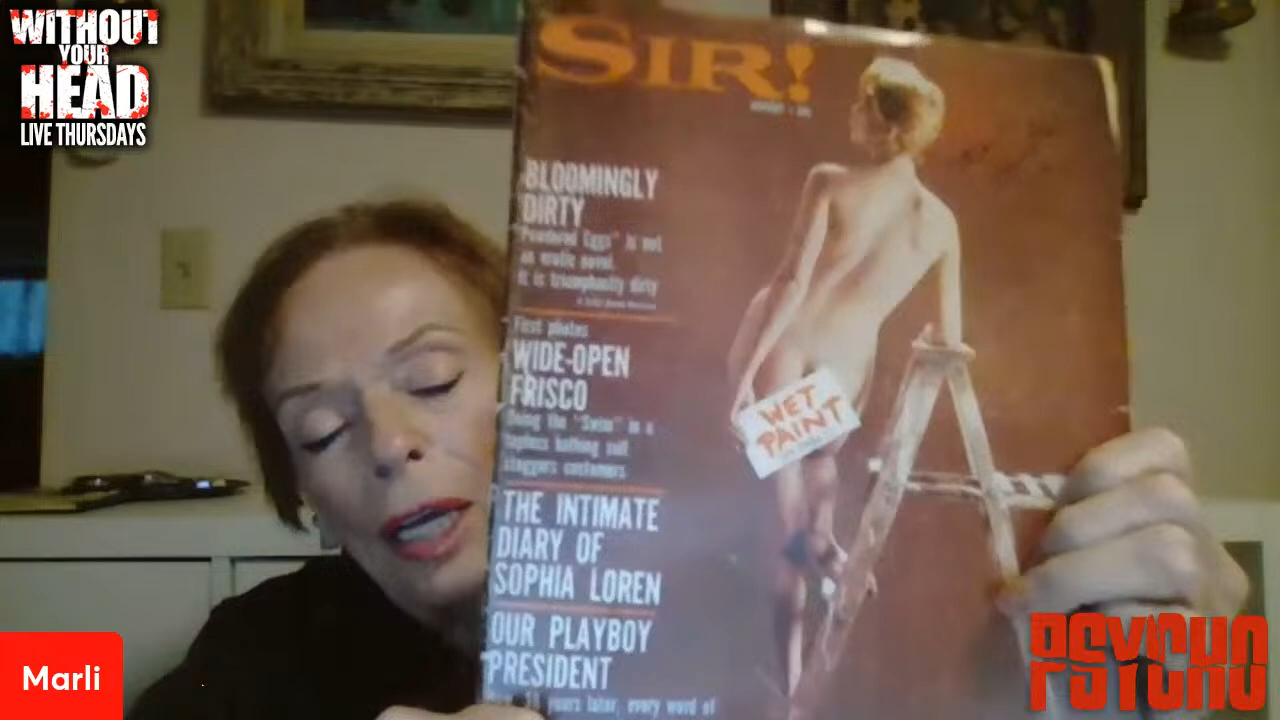 WITHOUT
YOUR
HEAD
LIVE THURSDAYS
SIR!
BLOOMINGLY
DIRTY
"Powdered Eggs" is not
an erotic novel.
It is triumphantly dirty
First photos
WIDE-OPEN
FRISCO
Doing the "Swim" in a
topless bathing suit
staggers customers
WET
PAINT
THE INTIMATE
DIARY OF
SOPHIA LOREN
OUR PLAYBOY
PRESIDENT
years later, every word of
Marli
PSYCHO